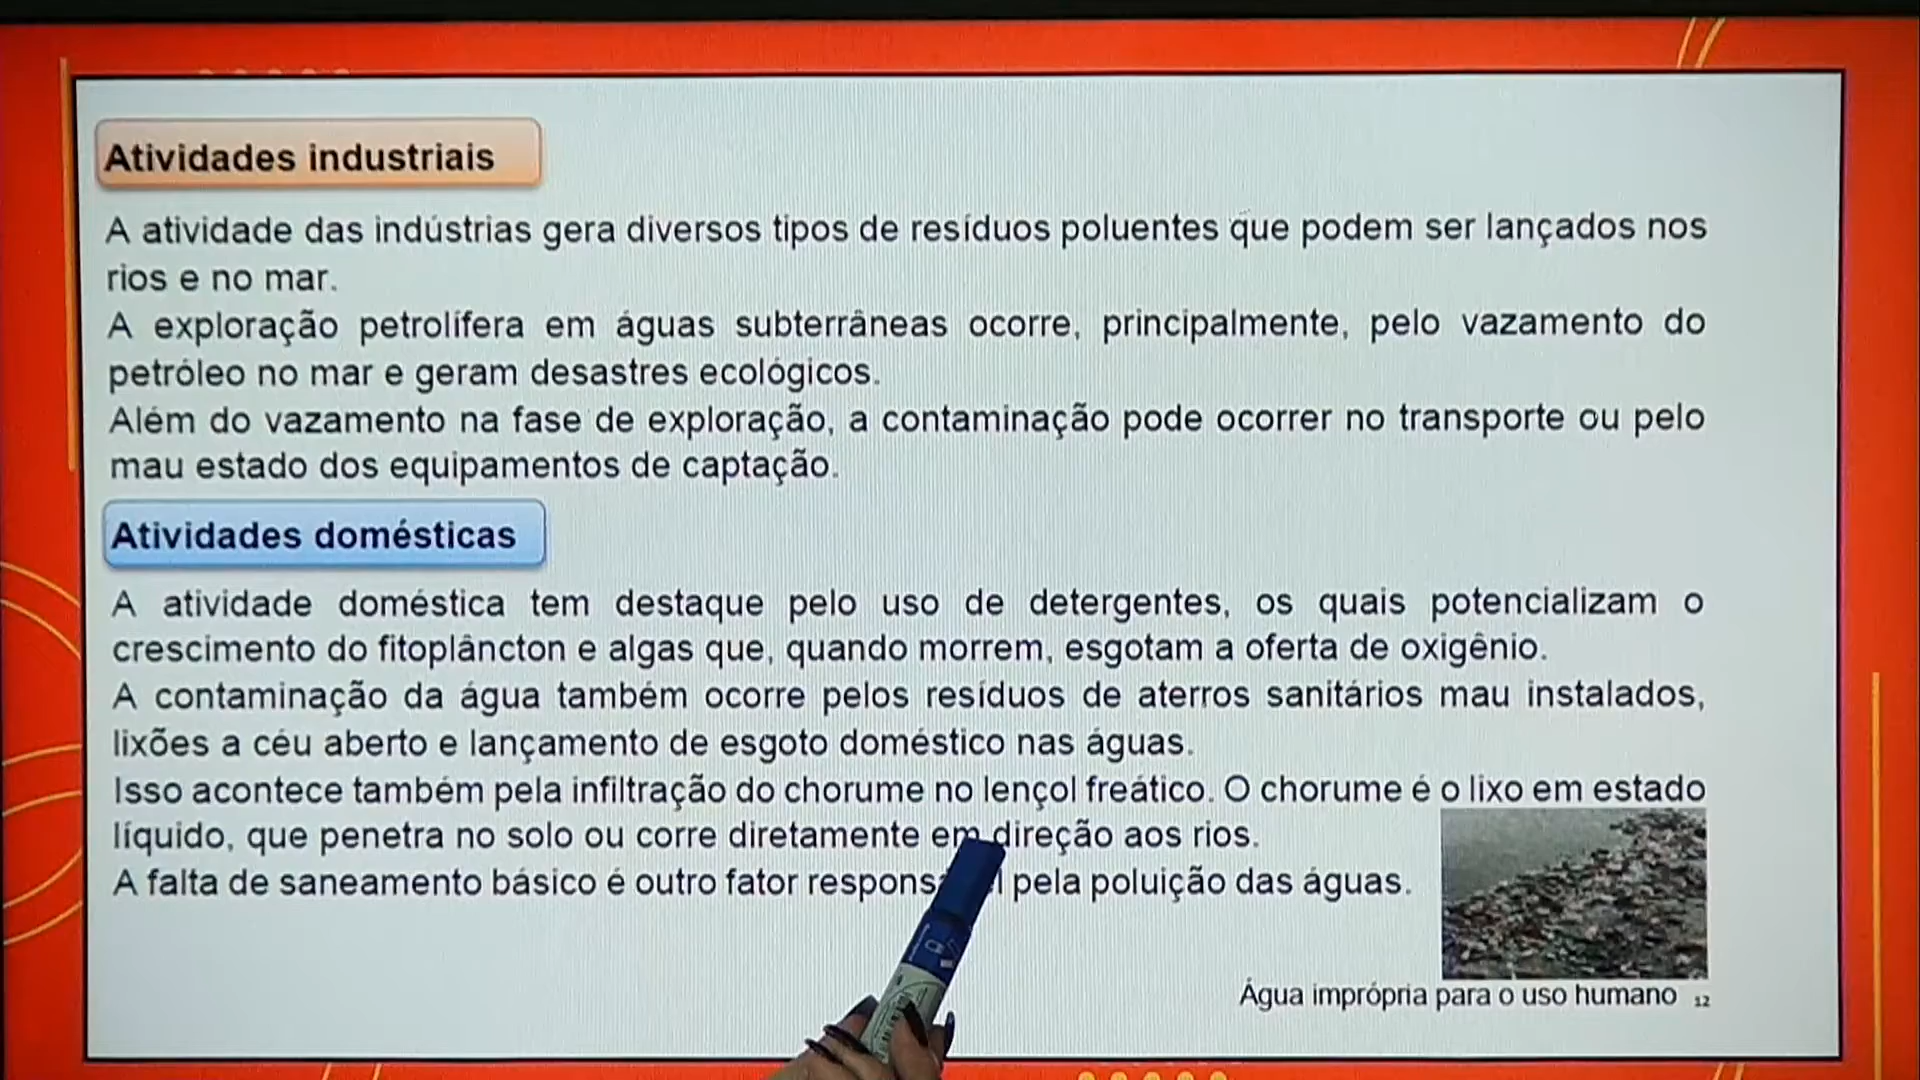 Atividades industriais
A atividade das indústrias gera diversos tipos de resíduos poluentes que podem ser lançados nos
rios e no mar.
A exploração petrolífera em águas subterrâneas ocorre, principalmente, pelo vazamento do
petróleo no mar e geram desastres ecológicos.
Além do vazamento na fase de exploração, a contaminação pode ocorrer no transporte ou pelo
mau estado dos equipamentos de captação.
Atividades domésticas
A atividade doméstica tem destaque pelo uso de detergentes, os quais potencializam o
crescimento do fitoplâncton e algas que, quando morrem, esgotam a oferta de oxigênio.
A contaminação da água também ocorre pelos resíduos de aterros sanitários mau instalados,
lixões a céu aberto e lançamento de esgoto doméstico nas águas.
Isso acontece também pela infiltração do chorume no lençol freático. O chorume é o lixo em estado
líquido, que penetra no solo ou corre diretamente em direção aos rios.
A falta de saneamento básico é outro fator pela poluição das águas.
Água imprópria para o uso humano 12